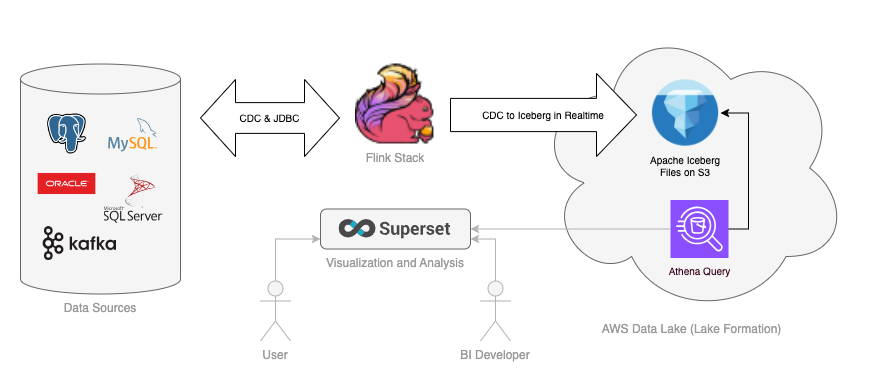 MySQL
ORACLE
Microsoft
SQL Server
kafka
Data Sources
CDC & JDBC
Flink Stack
CDC to Iceberg in Realtime
Apache Iceberg
Files on S3
Athena Query
AWS Data Lake (Lake Formation)
Superset
Visualization and Analysis
User
BI Developer